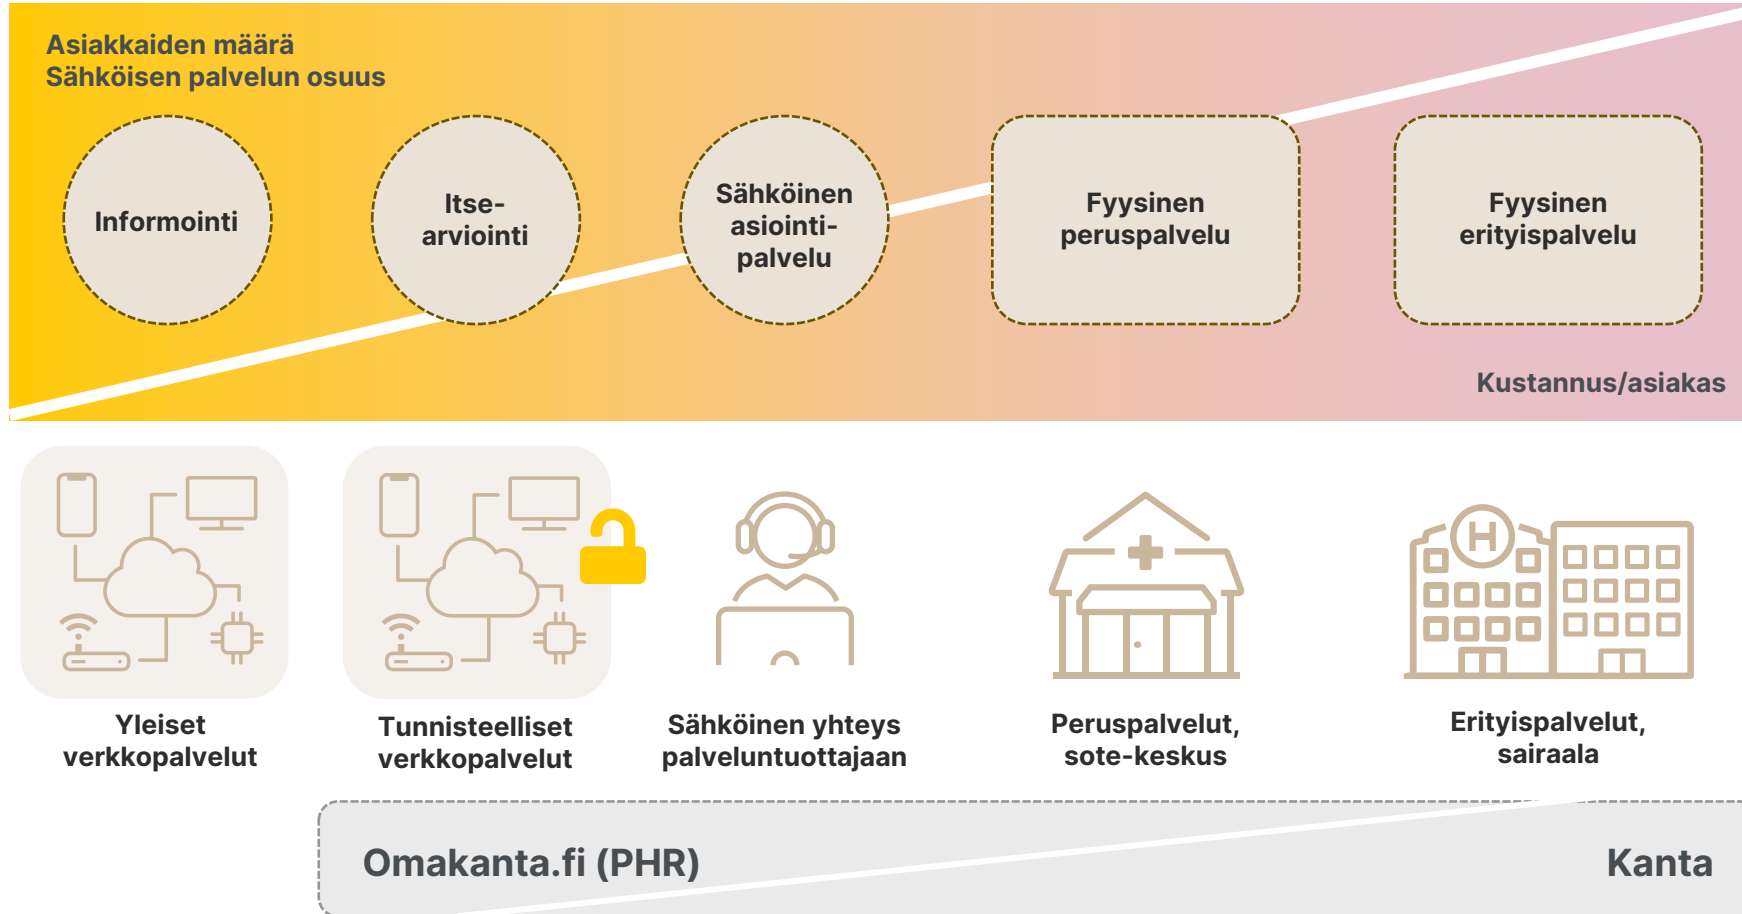 Asiakkaiden määrä
Sähköisen palvelun osuus
Informointi
Itse-
arviointi
Sähköinen
asiointi-
palvelu
Fyysinen
peruspalvelu
Fyysinen
erityispalvelu
Kustannus/asiakas
H
Yleiset
verkkopalvelut
Tunnisteelliset
verkkopalvelut
Sähköinen yhteys
palveluntuottajaan
Peruspalvelut,
sote-keskus
Erityispalvelut,
sairaala
Omakanta.fi (PHR)
Kanta